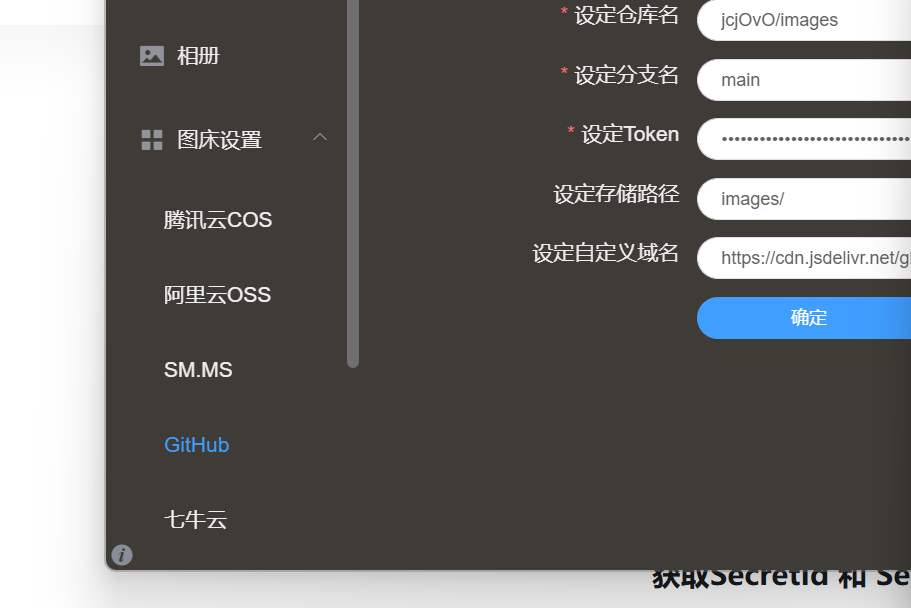 相册
图床设置
腾讯云COS
阿里云OSS
SM.MS
GitHub
七牛云
* 设定仓库名
jcjOvO/images
* 设定分支名
main
* 设定Token
设定存储路径
images/
设定自定义域名
https://cdn.jsdelivr.net/g
确定
获取SecretId 和 Se